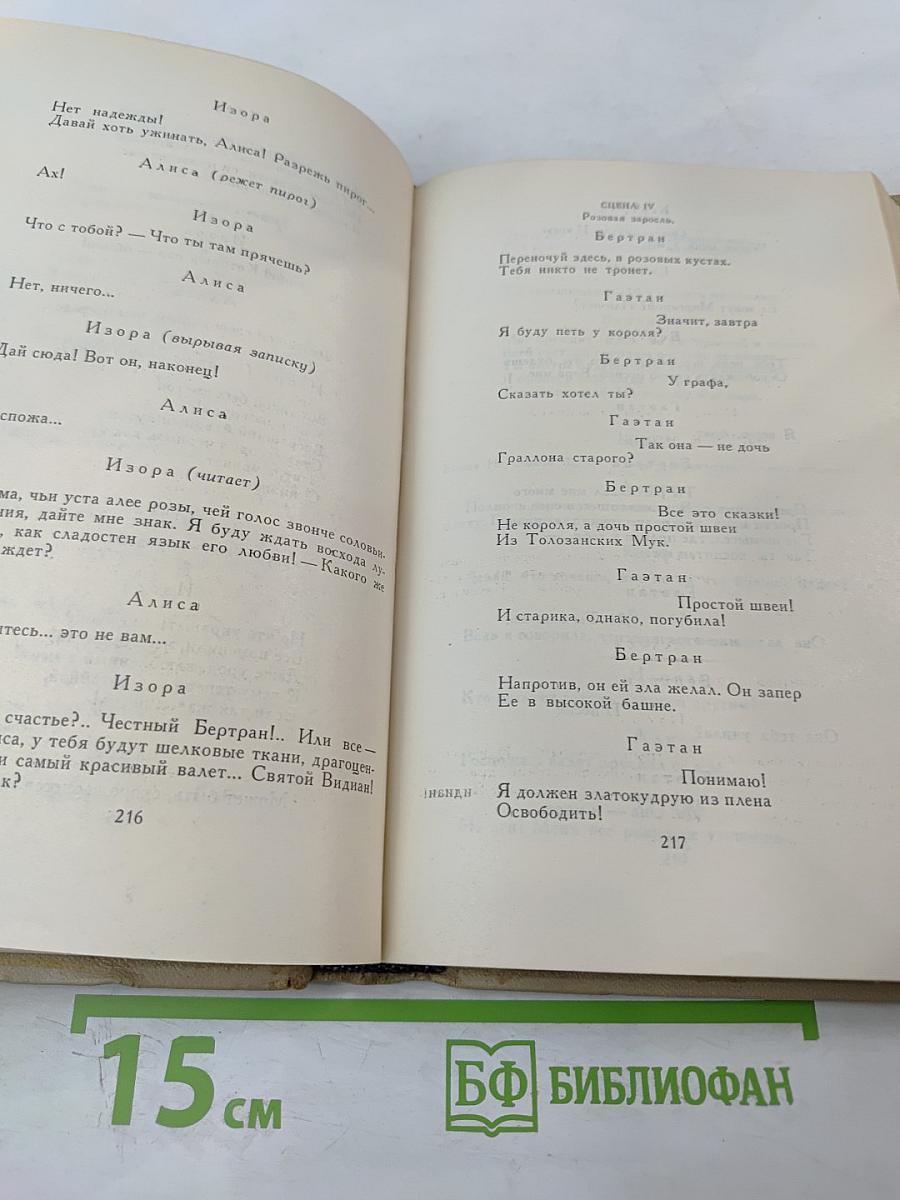 Изора
Нет надежды!
Давай хоть ужинать, Алиса! Разрежь пирог...
Алиса (режет пирог)
Ах!
Изора
Что с тобой? — Что ты там прячешь?
Алиса
Нет, ничего...
Изора (вырывая записку)
Дай сюда! Вот он, наконец!
Алиса
спожа...
Изора (читает)
ма, чьи уста алее розы, чей голос звонче соловьи-
ния, дайте мне знак. Я буду ждать восхода лу-
, как сладостен язык его любви! — Какого же
ждет?
Алиса
тесь... это не вам...
Изора
счастье?.. Честный Бертран!.. Или все —
са, у тебя будут шелковые ткани, драгоцен-
и самый красивый валет... Святой Видиан!
к?
216
СЦЕНА IV
Розовая заросль.
Бертран
Переночуй здесь, в розовых кустах.
Тебя никто не тронет.
Гаэтан
Значит, завтра
Я буду петь у короля?
Бертран
У графа,
Сказать хотел ты?
Гаэтан
Так она — не дочь
Граллона старого?
Бертран
Все это сказки!
Не короля, а дочь простой швеи
Из Толозанских Мук.
Гаэтан
Простой швеи!
И старика, однако, погубила!
Бертран
Напротив, он ей зла желал. Он запер
Ее в высокой башне.
Гаэтан
Понимаю!
Я должен златокудрую из плена
Освободить!
217
15 см
БФ БИБЛИОФАН